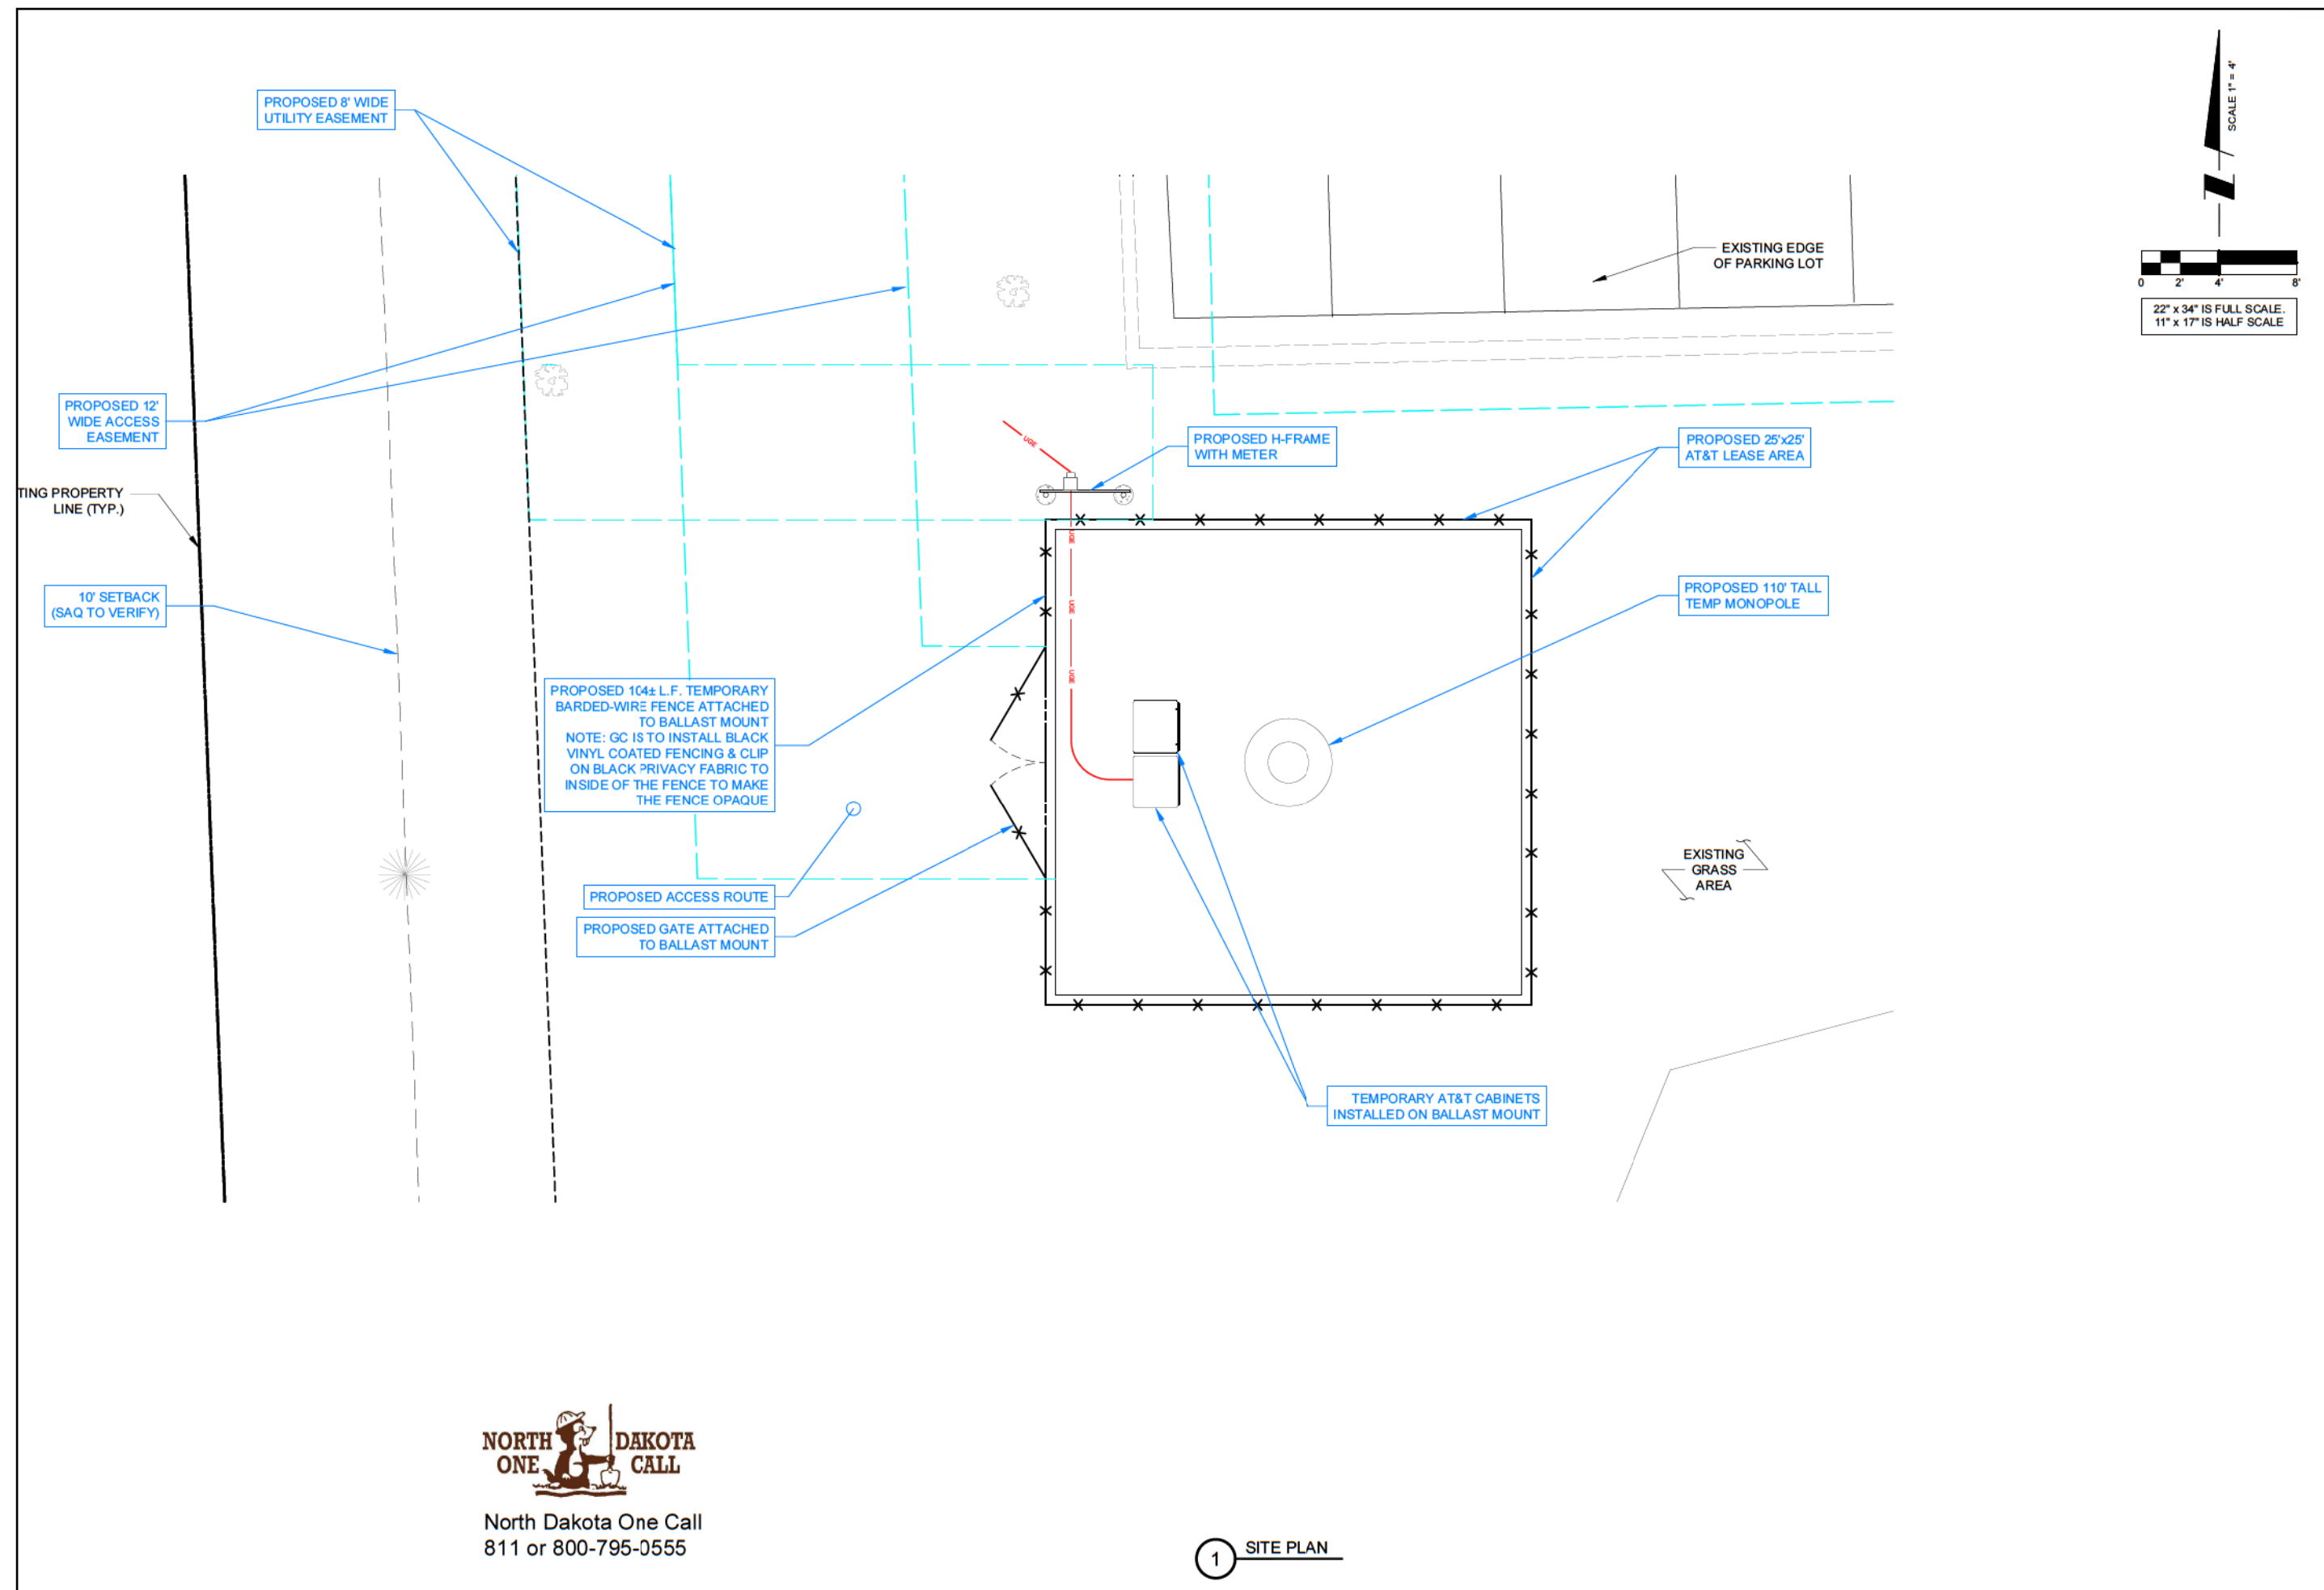 PROPOSED 8' WIDE
UTILITY EASEMENT
SCALE 1" = 4'
EXISTING EDGE
OF PARKING LOT
0 2' 4' 8'
22" x 34" IS FULL SCALE.
11" x 17" IS HALF SCALE
PROPOSED 12'
WIDE ACCESS
EASEMENT
UGE
PROPOSED H-FRAME
WITH METER
PROPOSED 25'x25'
AT&T LEASE AREA
TING PROPERTY
LINE (TYP.)
UGE
10' SETBACK
(SAQ TO VERIFY)
UGE
PROPOSED 110' TALL
TEMP MONOPOLE
UGE
PROPOSED 104± L.F. TEMPORARY
BARDED-WIRE FENCE ATTACHED
TO BALLAST MOUNT
NOTE: GC IS TO INSTALL BLACK
VINYL COATED FENCING & CLIP
ON BLACK PRIVACY FABRIC TO
INSIDE OF THE FENCE TO MAKE
THE FENCE OPAQUE
EXISTING
GRASS
AREA
PROPOSED ACCESS ROUTE
PROPOSED GATE ATTACHED
TO BALLAST MOUNT
TEMPORARY AT&T CABINETS
INSTALLED ON BALLAST MOUNT
NORTH DAKOTA
ONE CALL
North Dakota One Call
811 or 800-795-0555
1 SITE PLAN